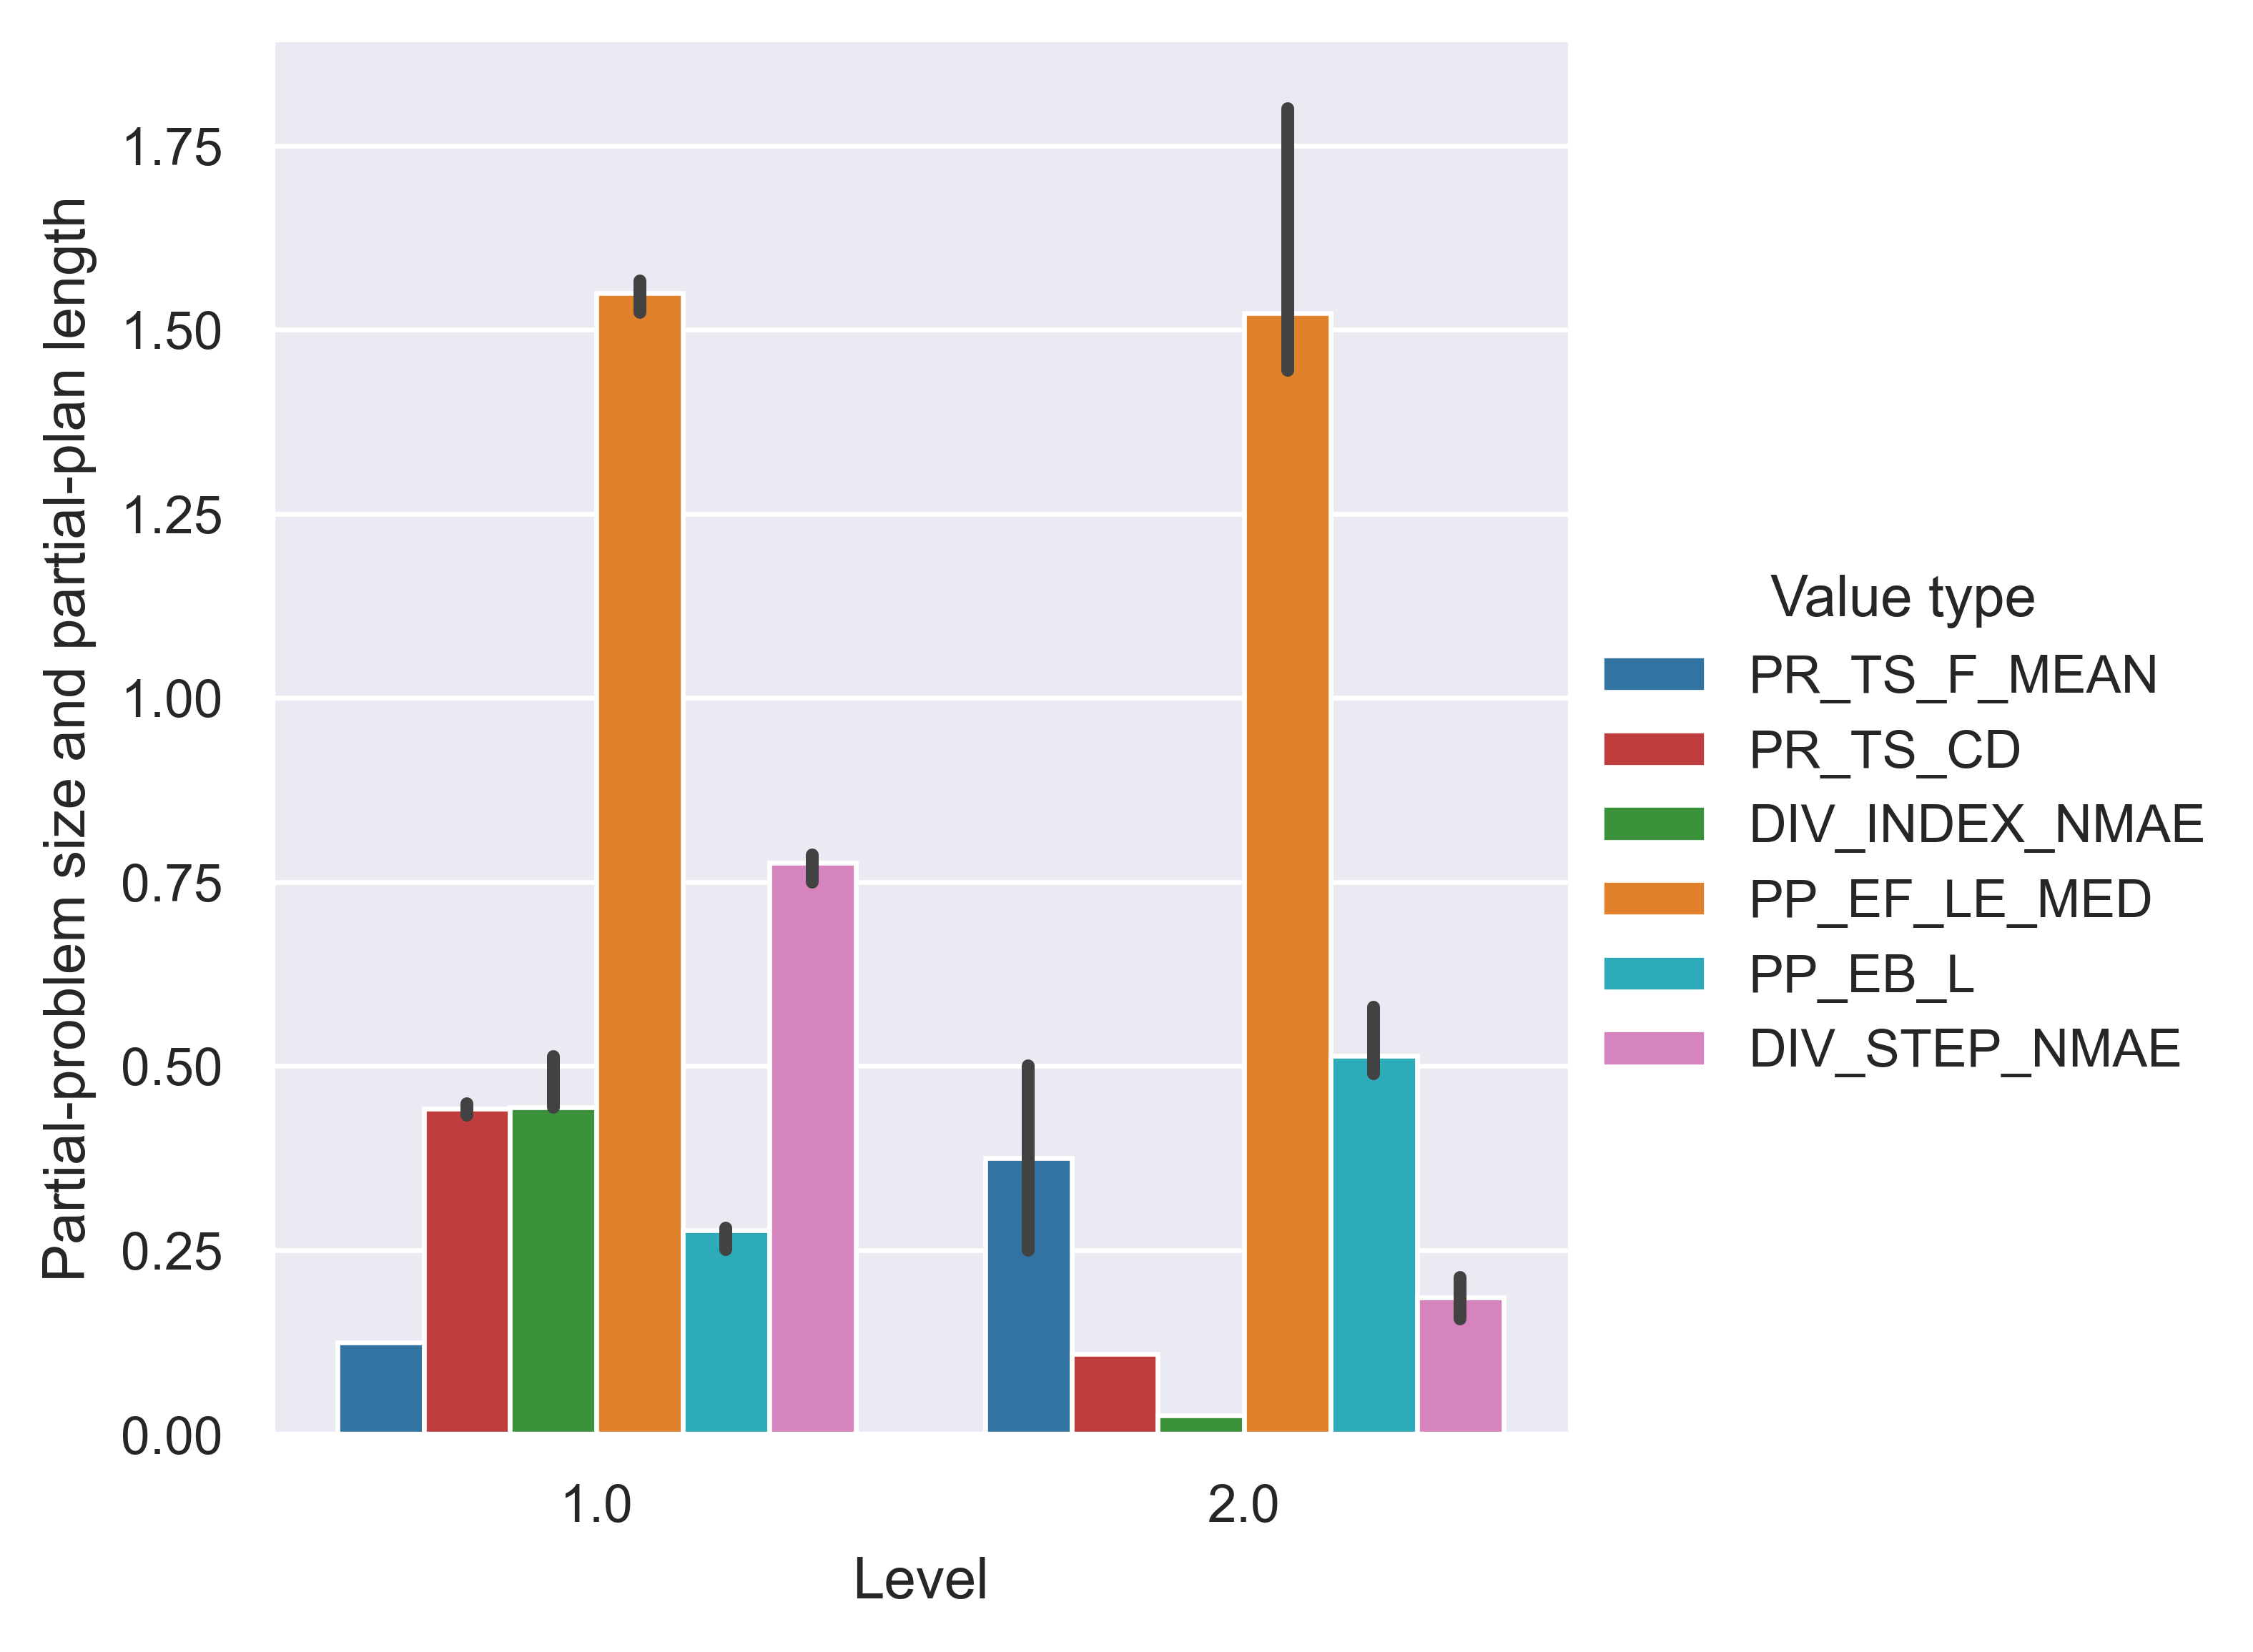 Partial-problem size and partial-plan length
1.75
1.50
1.25
1.00
0.75
0.50
0.25
0.00
1.0
2.0
Level
Value type
PR_TS_F_MEAN
PR_TS_CD
DIV_INDEX_NMAE
PP_EF_LE_MED
PP_EB_L
DIV_STEP_NMAE